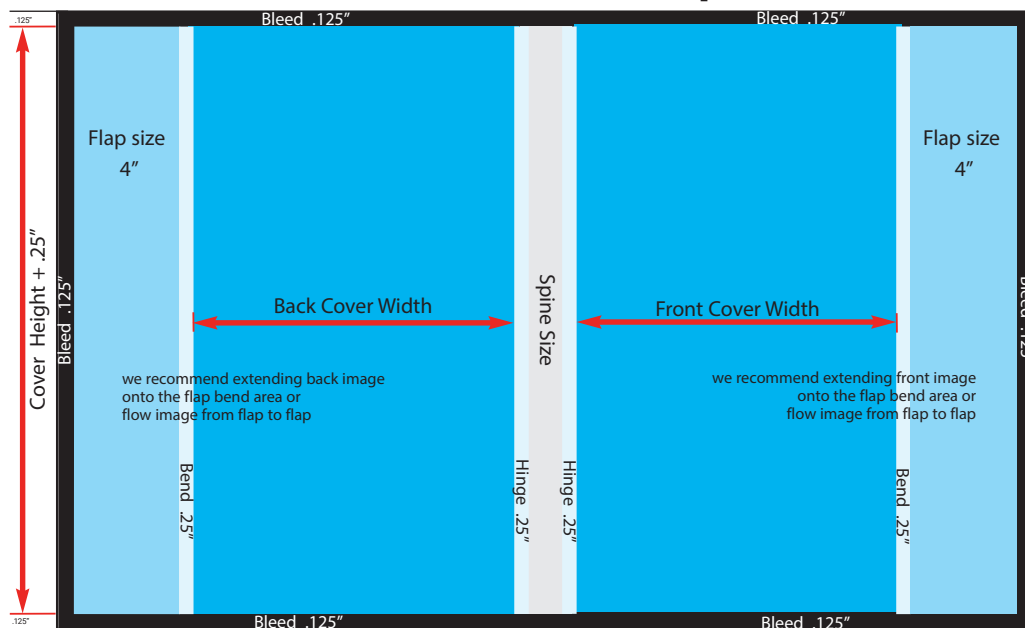 .125”
Bleed .125”
Bleed .125”
Flap size
4”
Flap size
4”
Cover Height + .25”
Bleed .125”
Spine Size
Bleed .125”
Back Cover Width
Front Cover Width
we recommend extending back image
onto the flap bend area or
flow image from flap to flap
we recommend extending front image
onto the flap bend area or
flow image from flap to flap
Bend .25”
Hinge .25”
Hinge .25”
Bend .25”
.125”
Bleed .125”
Bleed .125”